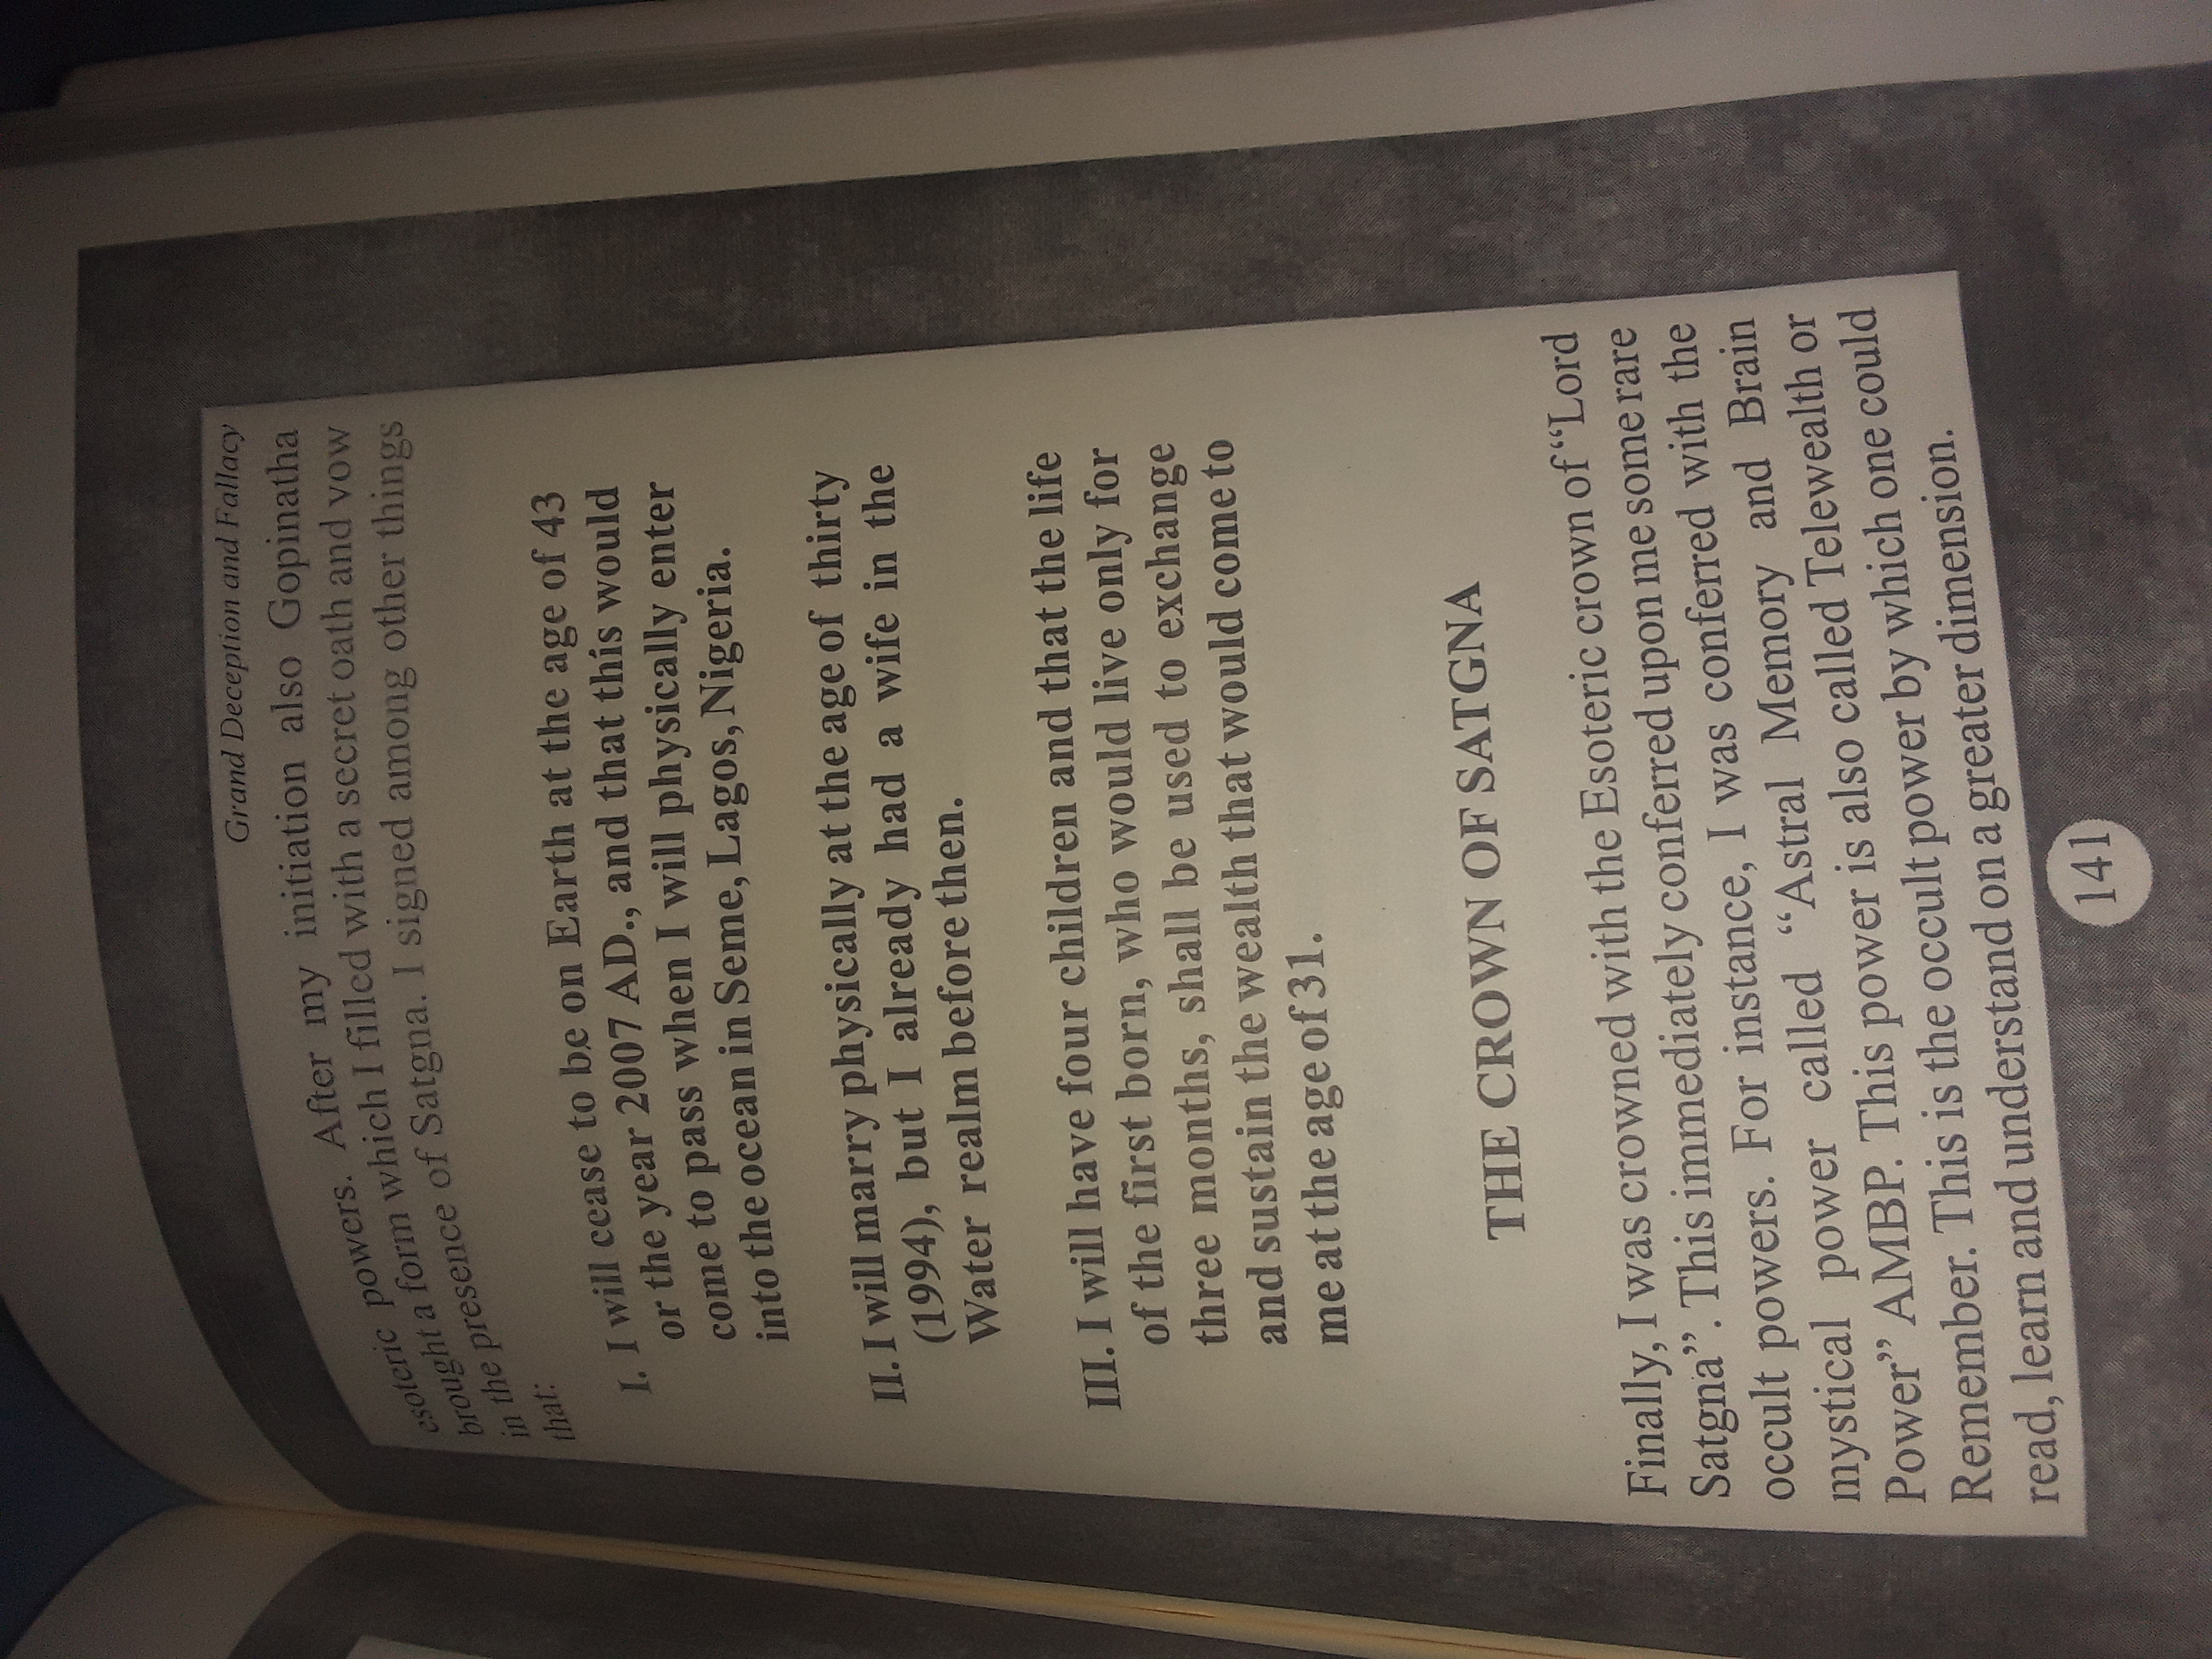 Grand Deception and Fallacy
esoteric powers. After my initiation also Gopinatha
brought a form which I filled with a secret oath and vow
in the presence of Satgna. I signed among other things
that:
I. I will cease to be on Earth at the age of 43
or the year 2007 AD., and that this would
come to pass when I will physically enter
into the ocean in Seme, Lagos, Nigeria.
II. I will marry physically at the age of thirty
(1994), but I already had a wife in the
Water realm before then.
III. I will have four children and that the life
of the first born, who would live only for
three months, shall be used to exchange
and sustain the wealth that would come to
me at the age of 31.
THE CROWN OF SATGNA
Finally, I was crowned with the Esoteric crown of “Lord
Satgna”. This immediately conferred upon me some rare
occult powers. For instance, I was conferred with the
mystical power called “Astral Memory and Brain
Power” AMBP. This power is also called Telewealth or
Remember. This is the occult power by which one could
read, learn and understand on a greater dimension.
141